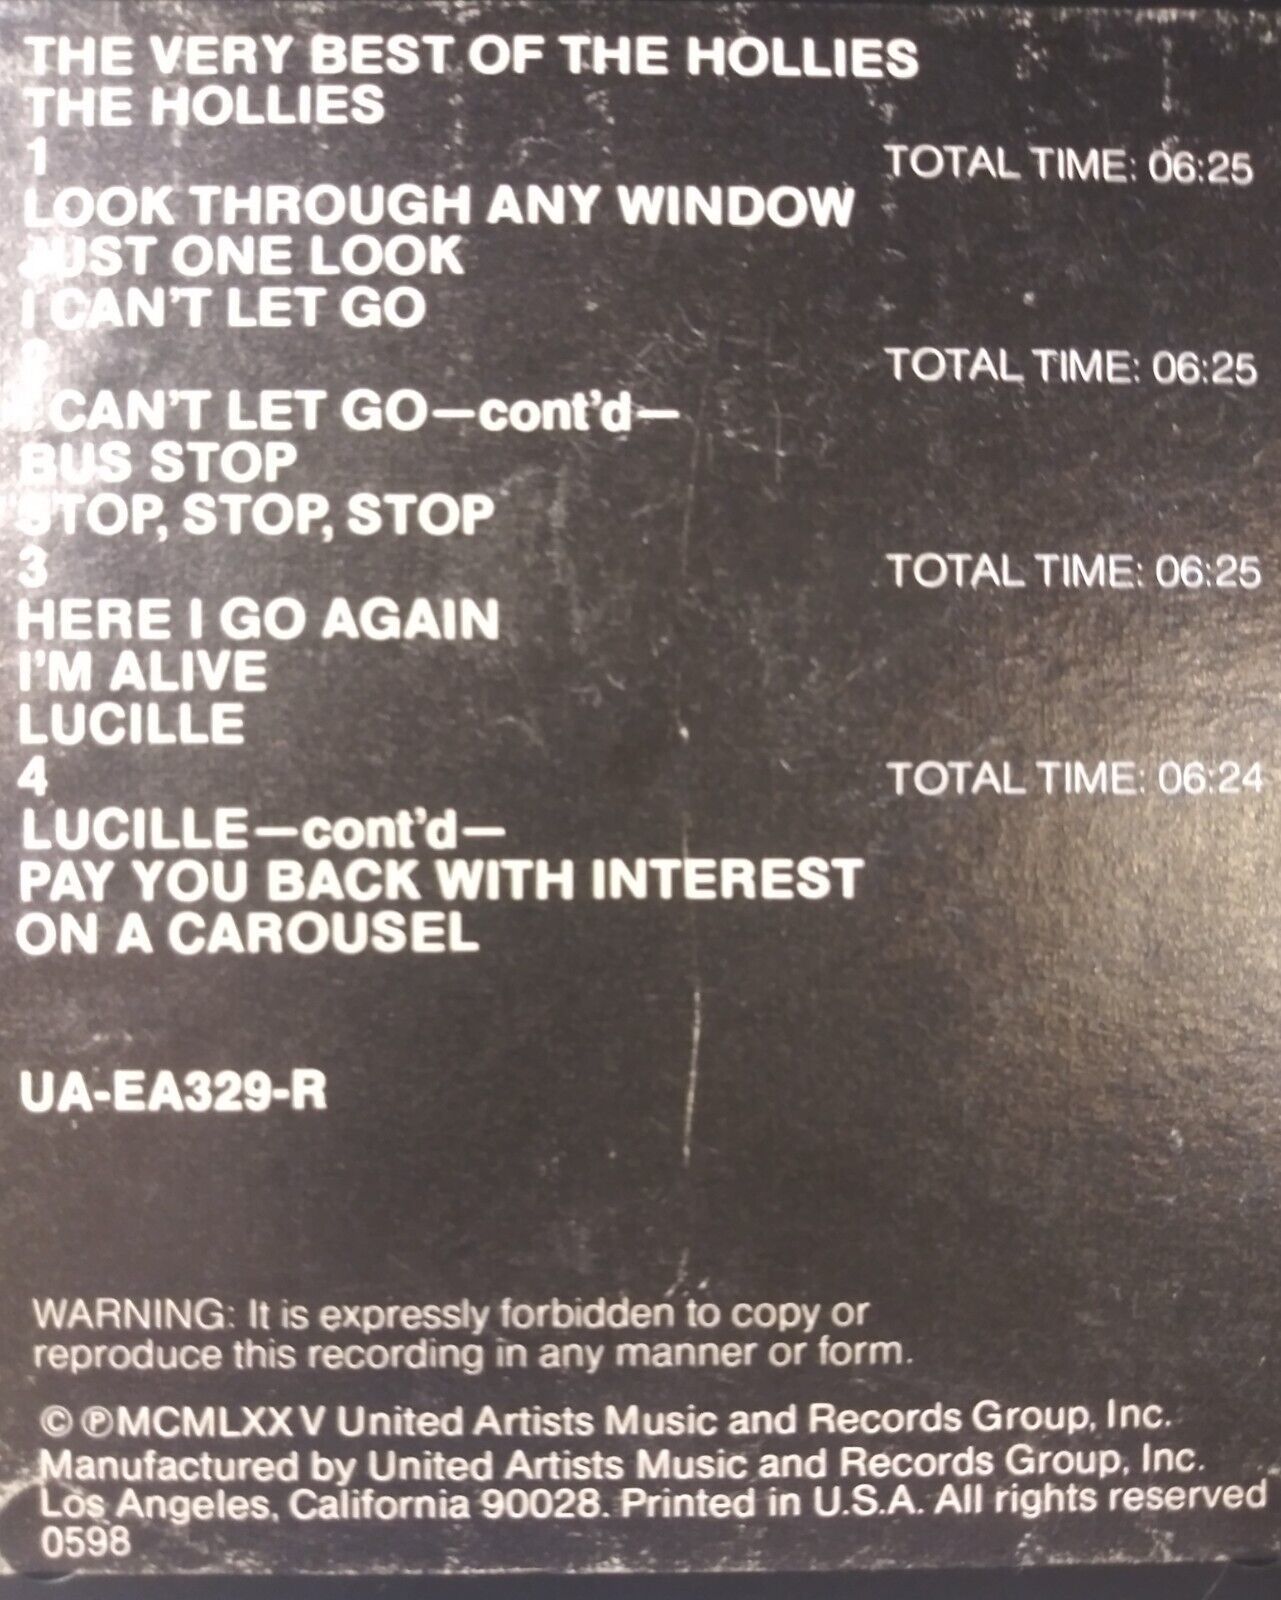 THE VERY BEST OF THE HOLLIES
THE HOLLIES
1 TOTAL TIME: 06:25
LOOK THROUGH ANY WINDOW
JUST ONE LOOK
I CAN'T LET GO
2 TOTAL TIME: 06:25
I CAN'T LET GO—cont'd—
BUS STOP
STOP, STOP, STOP
3 TOTAL TIME: 06:25
HERE I GO AGAIN
I'M ALIVE
LUCILLE
4 TOTAL TIME: 06:24
LUCILLE—cont'd—
PAY YOU BACK WITH INTEREST
ON A CAROUSEL
UA-EA329-R
WARNING: It is expressly forbidden to copy or
reproduce this recording in any manner or form.
© ℗ MCMLXXV United Artists Music and Records Group, Inc.
Manufactured by United Artists Music and Records Group, Inc.
Los Angeles, California 90028. Printed in U.S.A. All rights reserved
0598